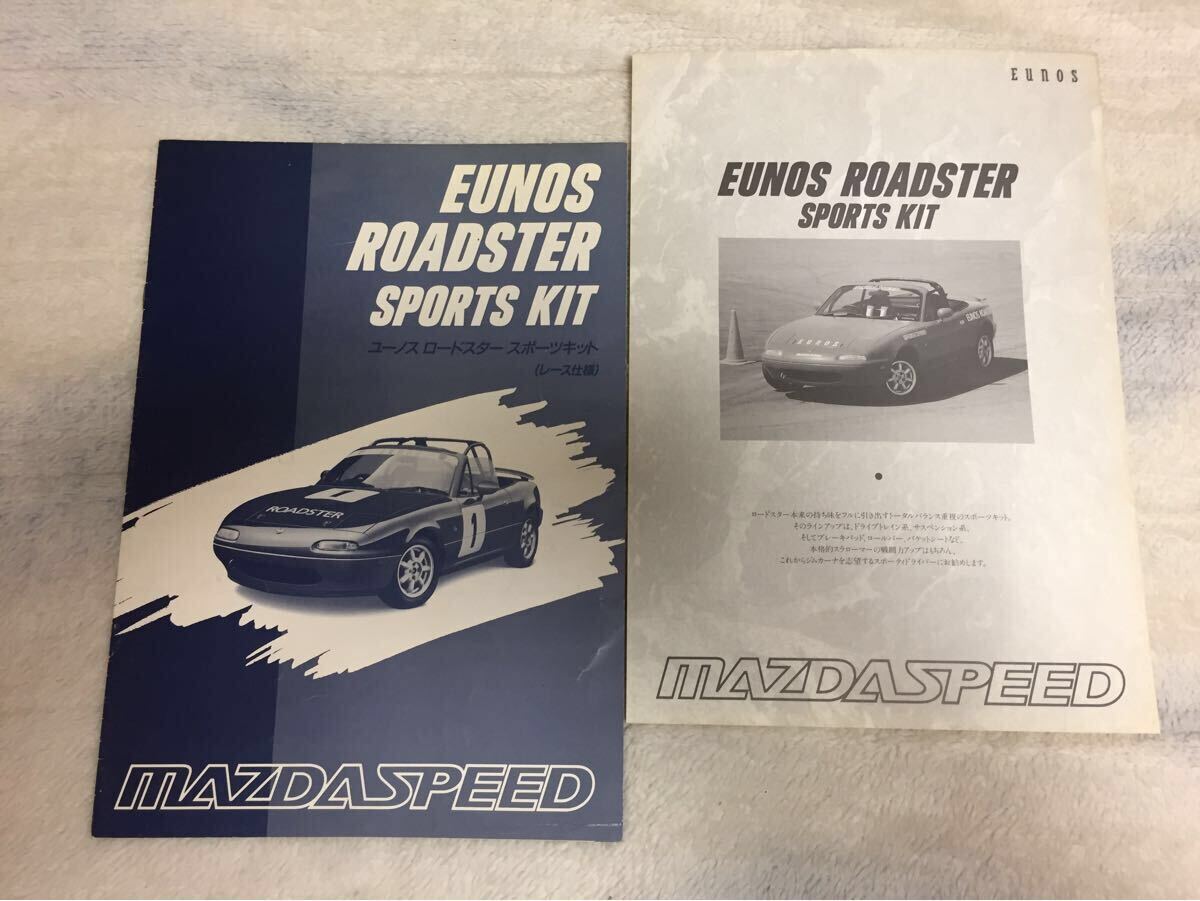 EUNOS
ROADSTER
SPORTS KIT
ユーノス ロードスター スポーツキット
(レース仕様)
1
ROADSTER
1
MAZDASPEED
EUNOS
EUNOS ROADSTER
SPORTS KIT
EUNOS
EUNOS ROADSTER
ロードスター本来の持ち味をフルに引き出すトータルバランス重視のスポーツキット。
そのラインアップは、ドライブトレイン系、サスペンション系、
そしてブレーキパッド、ロールバー、バケットシートなど。
本格的スラローマーの戦闘力アップはもちろん、
これからジムカーナを志望するスポーティドライバーにお勧めします。
MAZDASPEED